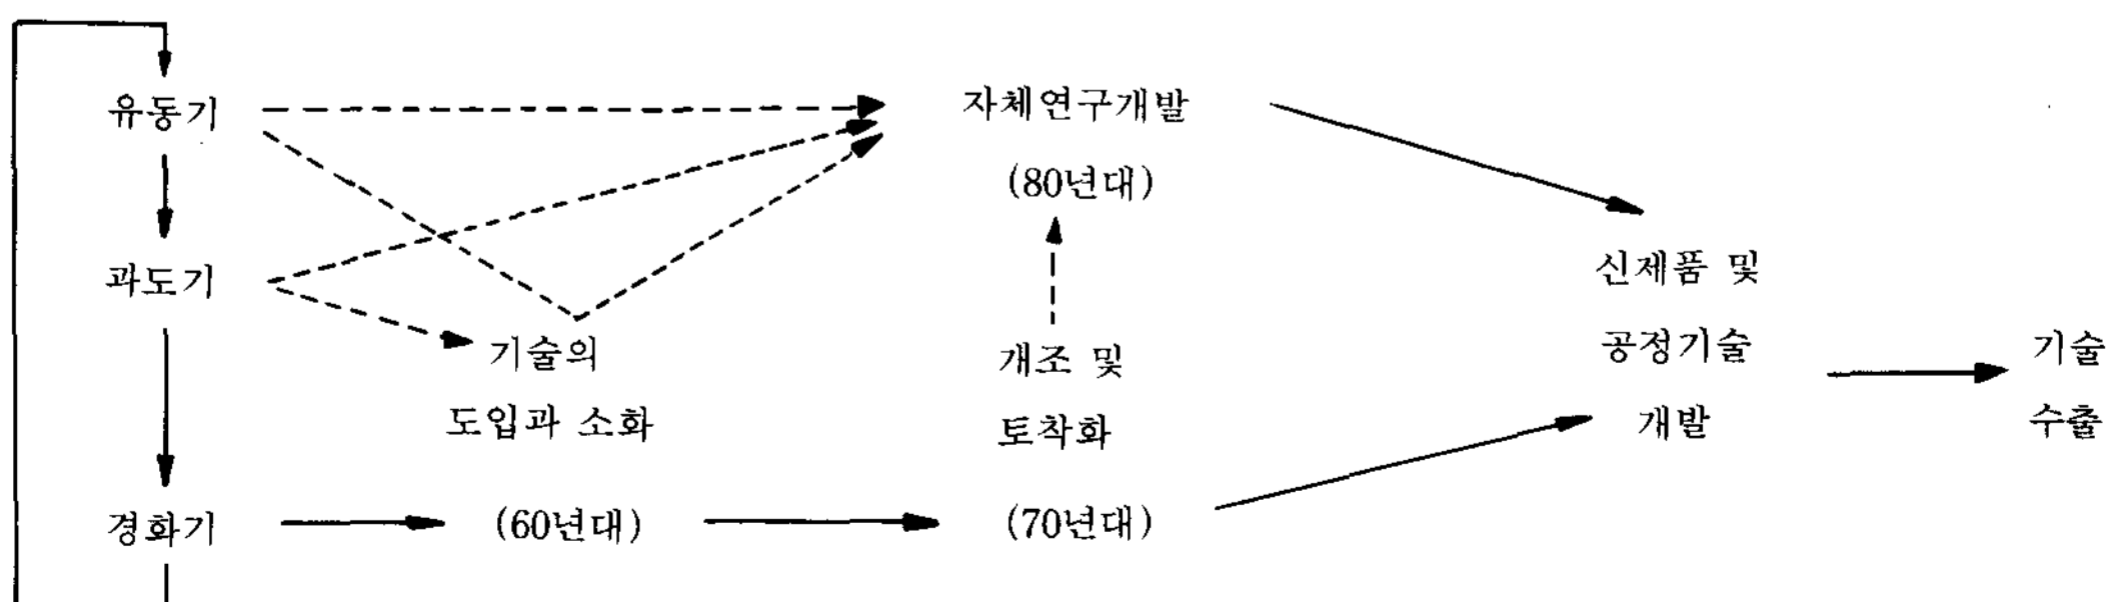 유동기
과도기
경화기
기술의
도입과 소화
(60년대)
자체연구개발
(80년대)
개조 및
토착화
(70년대)
신제품 및
공정기술
개발
기술
수출